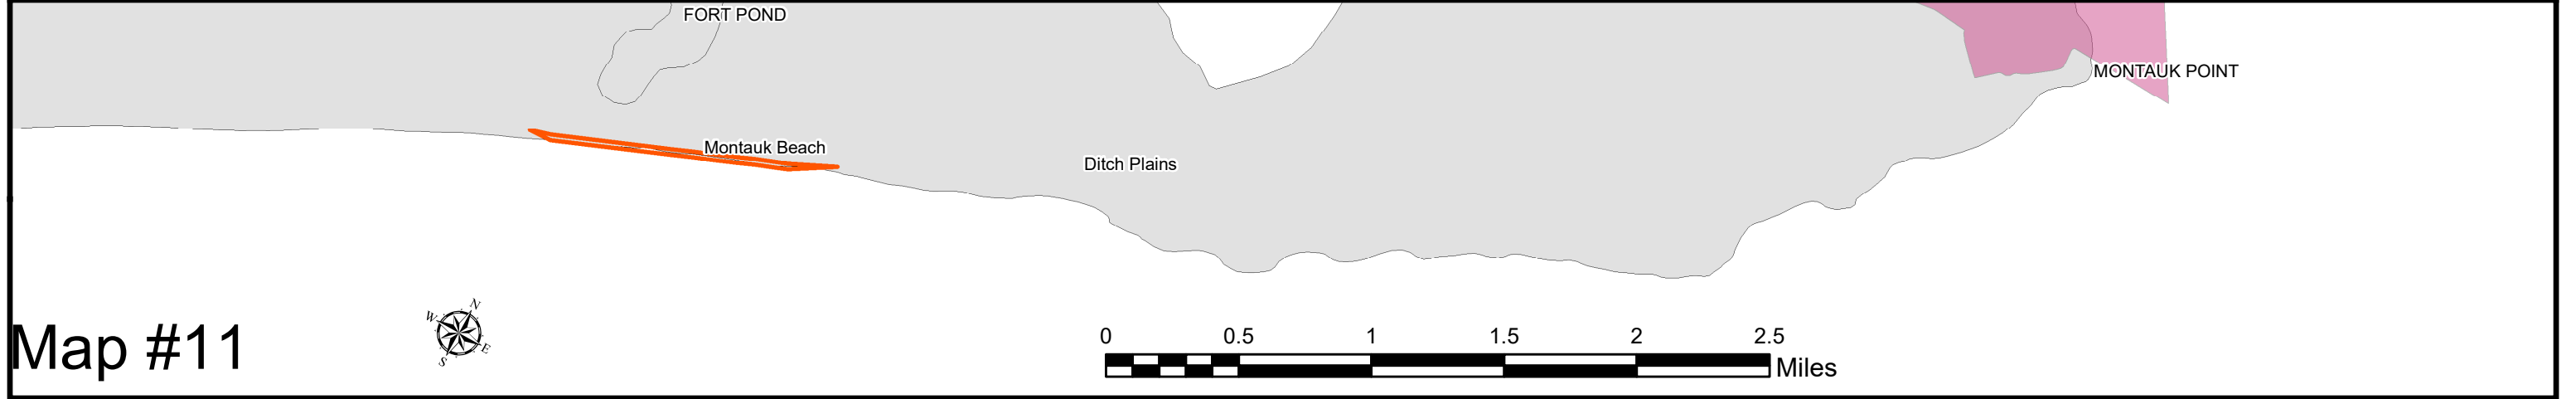 FORT POND
MONTAUK POINT
Montauk Beach
Ditch Plains
N
W
E
S
Map #11
0 0.5 1 1.5 2 2.5
Miles